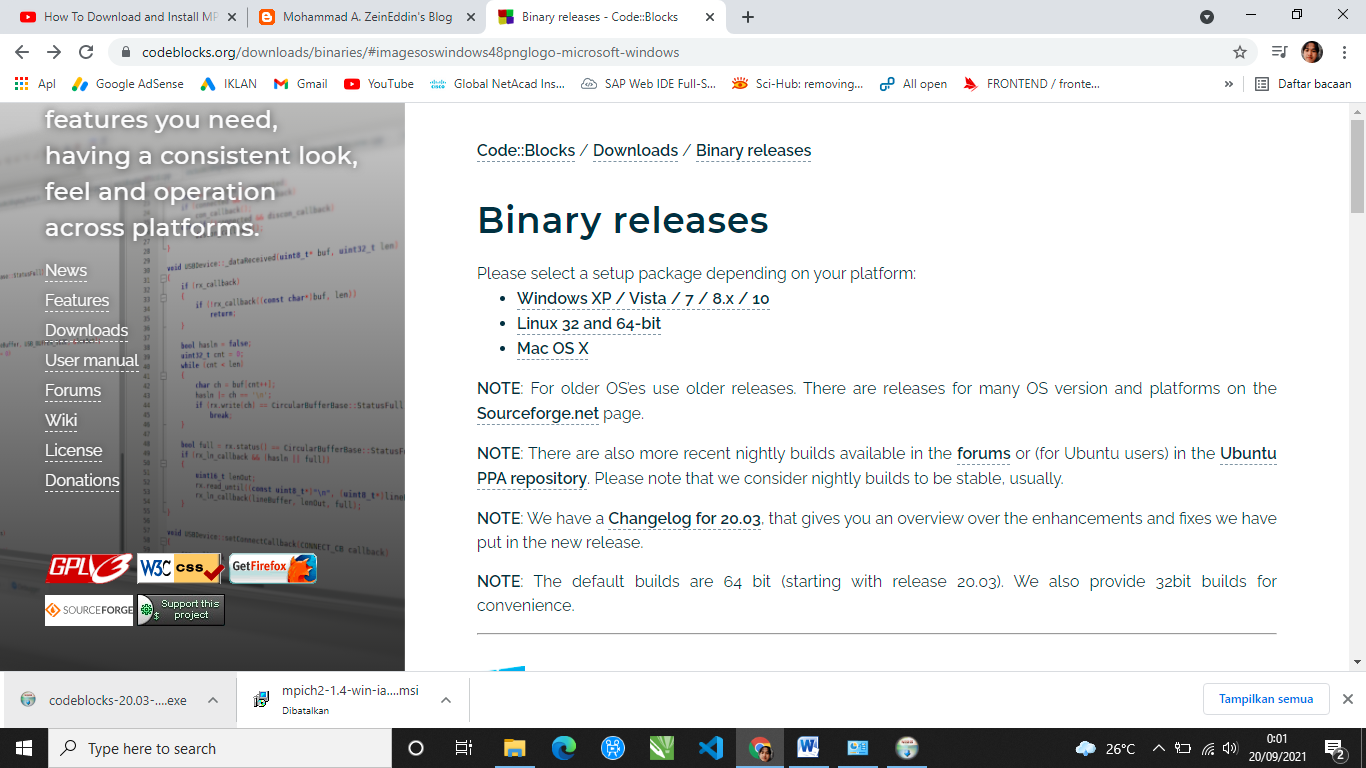 How To Download and Install MP
Mohammad A. ZeinEddin's Blog
Binary releases - Code::Blocks
codeblocks.org/downloads/binaries/#imagesoswindows48pnglogo-microsoft-windows
Apl
Google AdSense
IKLAN
Gmail
YouTube
Global NetAcad Ins...
SAP Web IDE Full-S...
Sci-Hub: removing...
All open
FRONTEND / fronte...
»
Daftar bacaan
features you need,
having a consistent look,
feel and operation
across platforms.
News
Features
Downloads
User manual
Forums
Wiki
License
Donations
GPLV3
W3C css
GetFirefox
SOURCEFORGE
Support this
$ project
Code::Blocks / Downloads / Binary releases
Binary releases
Please select a setup package depending on your platform:
• Windows XP / Vista / 7 / 8.x / 10
• Linux 32 and 64-bit
• Mac OS X
NOTE: For older OS'es use older releases. There are releases for many OS version and platforms on the
Sourceforge.net page.
NOTE: There are also more recent nightly builds available in the forums or (for Ubuntu users) in the Ubuntu
PPA repository. Please note that we consider nightly builds to be stable, usually.
NOTE: We have a Changelog for 20.03, that gives you an overview over the enhancements and fixes we have
put in the new release.
NOTE: The default builds are 64 bit (starting with release 20.03). We also provide 32bit builds for
convenience.
codeblocks-20.03-....exe
mpich2-1.4-win-ia....msi
Dibatalkan
Tampilkan semua
Type here to search
26°C
0:01
20/09/2021
2